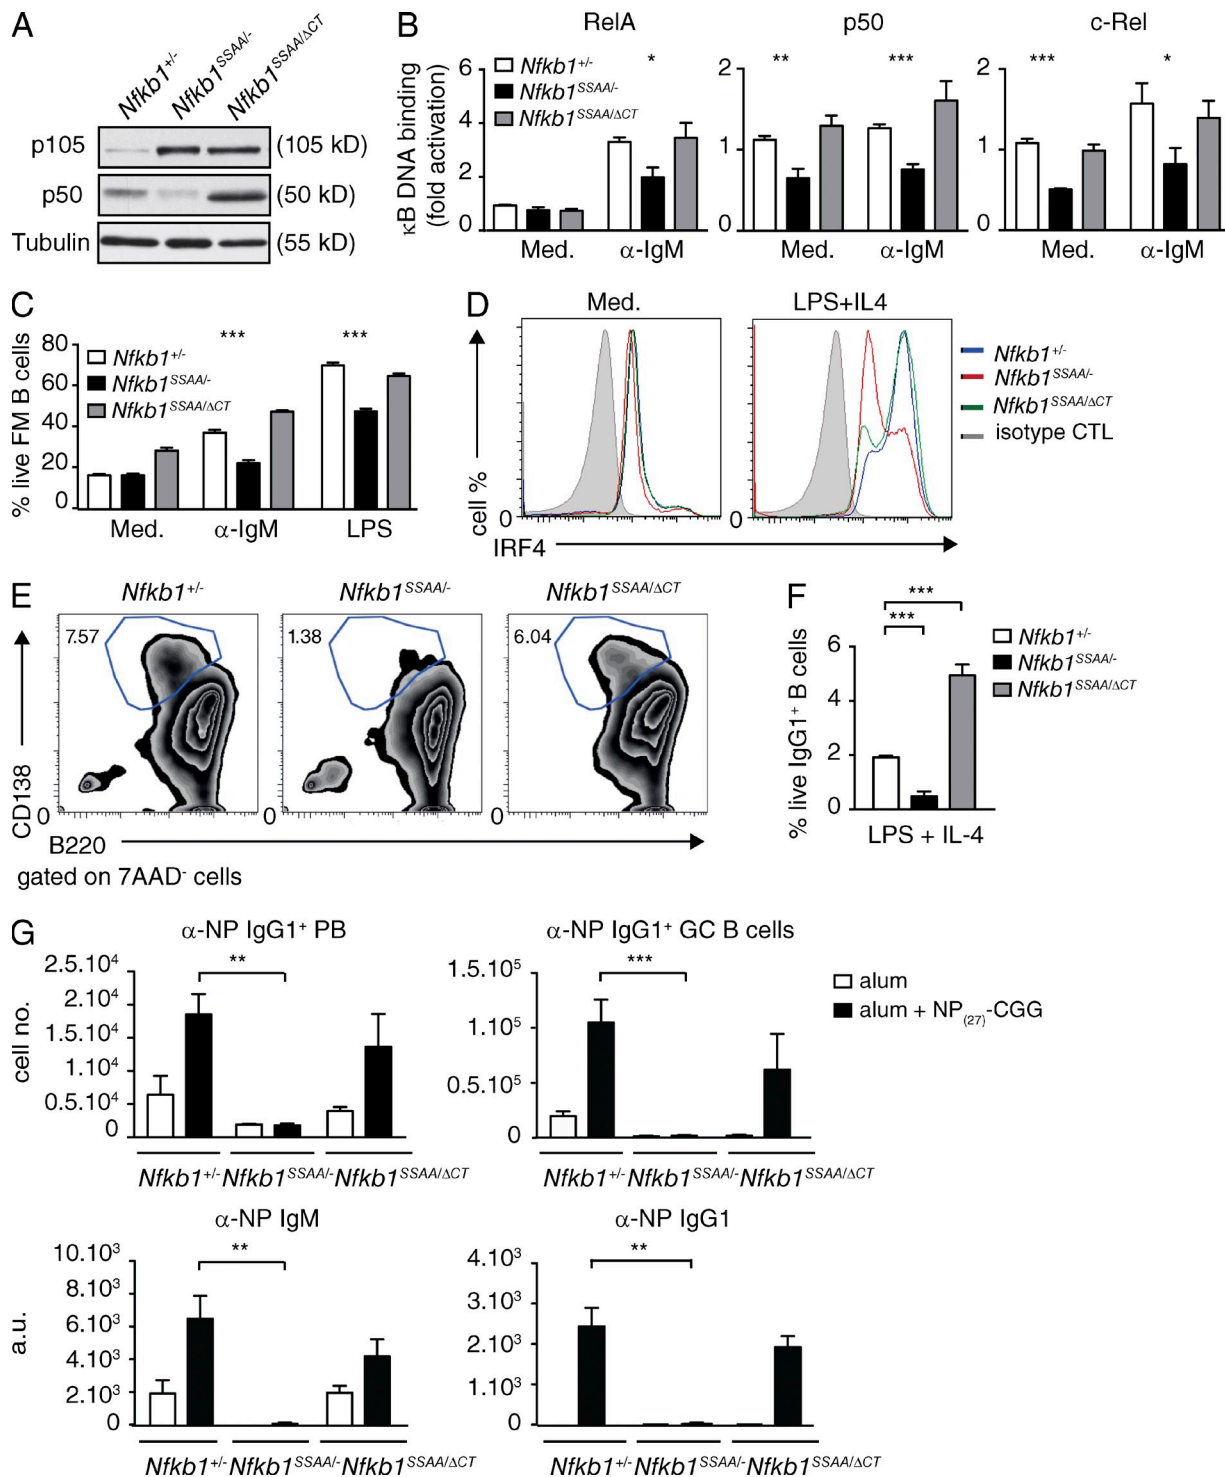 A
Nfkb1+/-
Nfkb1SSAA/-
Nfkb1SSAA/ΔCT
p105 (105 kD)
p50 (50 kD)
Tubulin (55 kD)
B
RelA p50 c-Rel
κB DNA binding
(fold activation)
Nfkb1+/-
Nfkb1SSAA/-
Nfkb1SSAA/ΔCT
6
4
2
0
*
Med. α-IgM
2
1
0
** ***
Med. α-IgM
2
1
0
*** *
Med. α-IgM
C
% live FM B cells
80
60
40
20
0
Nfkb1+/-
Nfkb1SSAA/-
Nfkb1SSAA/ΔCT
*** ***
Med. α-IgM LPS
D
Med. LPS+IL4
cell %
0 0
IRF4
Nfkb1+/-
Nfkb1SSAA/-
Nfkb1SSAA/ΔCT
isotype CTL
E
Nfkb1+/- Nfkb1SSAA/- Nfkb1SSAA/ΔCT
7.57 1.38 6.04
CD138
0 0 0
B220
gated on 7AAD- cells
F
% live IgG1+ B cells
6
4
2
0
***
***
LPS + IL-4
Nfkb1+/-
Nfkb1SSAA/-
Nfkb1SSAA/ΔCT
G
α-NP IgG1+ PB
cell no.
2.5.10⁴
2.10⁴
1.5.10⁴
1.10⁴
0.5.10⁴
0
**
Nfkb1+/- Nfkb1SSAA/- Nfkb1SSAA/ΔCT
α-NP IgG1+ GC B cells
1.5.10⁵
1.10⁵
0.5.10⁵
0
***
Nfkb1+/- Nfkb1SSAA/- Nfkb1SSAA/ΔCT
alum
alum + NP(27)-CGG
α-NP IgM
a.u.
10.10³
8.10³
6.10³
4.10³
2.10³
0
**
Nfkb1+/- Nfkb1SSAA/- Nfkb1SSAA/ΔCT
α-NP IgG1
4.10³
3.10³
2.10³
1.10³
0
**
Nfkb1+/- Nfkb1SSAA/- Nfkb1SSAA/ΔCT